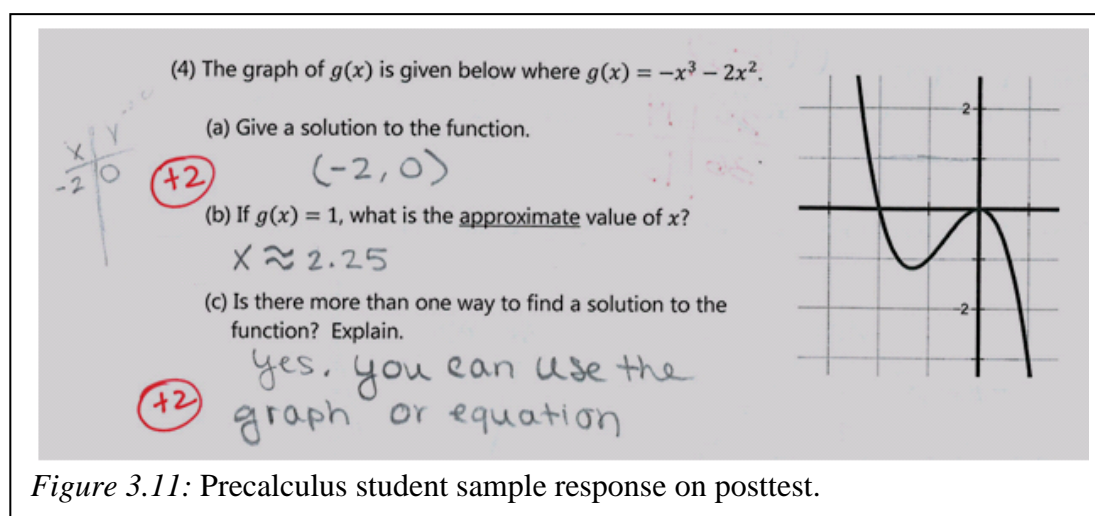 (4) The graph of g(x) is given below where g(x) = −x³ − 2x².
(a) Give a solution to the function.
x y
-2 0
+2
(-2, 0)
(b) If g(x) = 1, what is the approximate value of x?
x ≈ 2.25
(c) Is there more than one way to find a solution to the
function? Explain.
yes. you can use the
+2
graph or equation
2
-2
Figure 3.11: Precalculus student sample response on posttest.